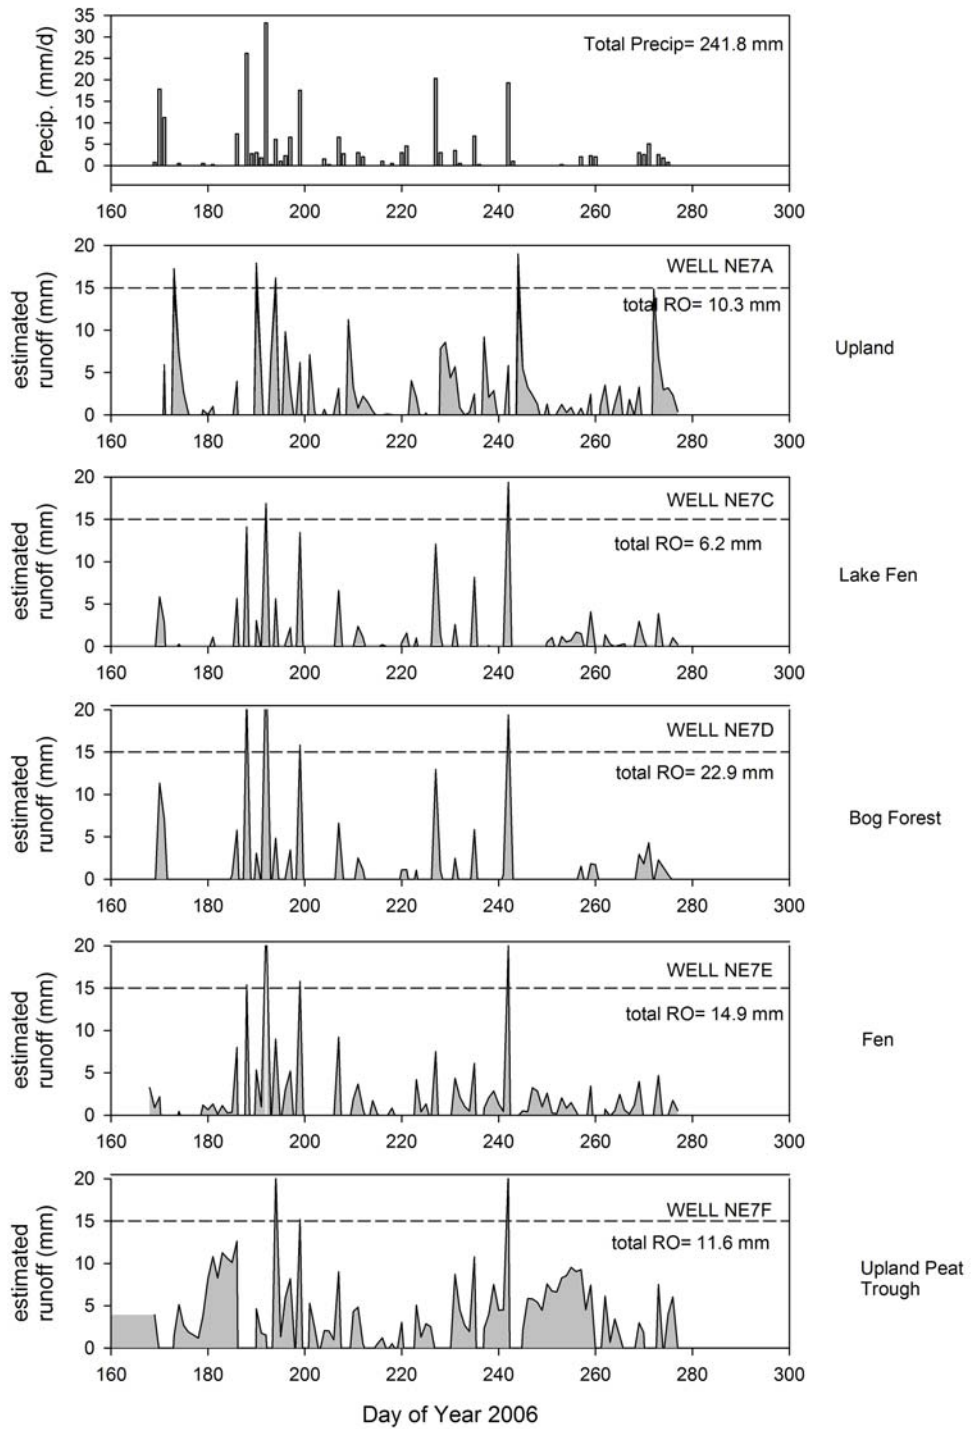 35
30
25
20
15
10
5
0
Precip. (mm/d)
Total Precip= 241.8 mm
160 180 200 220 240 260 280 300
20
15
10
5
0
estimated
runoff (mm)
WELL NE7A
total RO= 10.3 mm
Upland
160 180 200 220 240 260 280 300
20
15
10
5
0
estimated
runoff (mm)
WELL NE7C
total RO= 6.2 mm
Lake Fen
160 180 200 220 240 260 280 300
20
15
10
5
0
estimated
runoff (mm)
WELL NE7D
total RO= 22.9 mm
Bog Forest
160 180 200 220 240 260 280 300
20
15
10
5
0
estimated
runoff (mm)
WELL NE7E
total RO= 14.9 mm
Fen
160 180 200 220 240 260 280 300
20
15
10
5
0
estimated
runoff (mm)
WELL NE7F
total RO= 11.6 mm
Upland Peat
Trough
160 180 200 220 240 260 280 300
Day of Year 2006